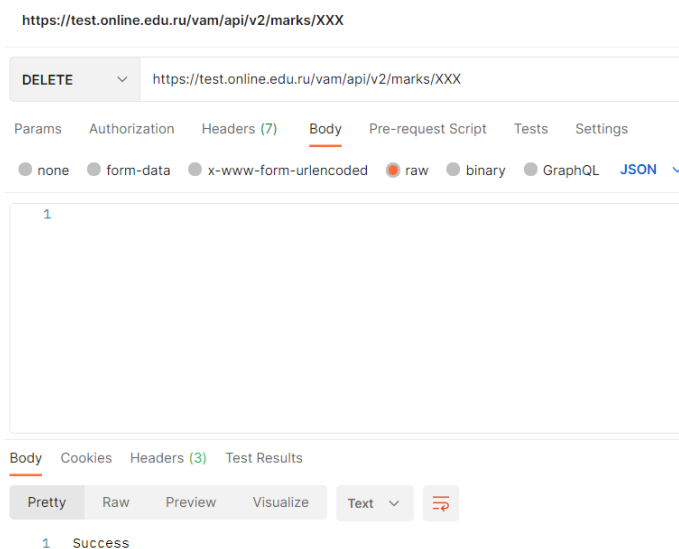 https://test.online.edu.ru/vam/api/v2/marks/XXX
DELETE https://test.online.edu.ru/vam/api/v2/marks/XXX
Params Authorization Headers (7) Body Pre-request Script Tests Settings
none form-data x-www-form-urlencoded raw binary GraphQL JSON
1
Body Cookies Headers (3) Test Results
Pretty Raw Preview Visualize Text
1 Success